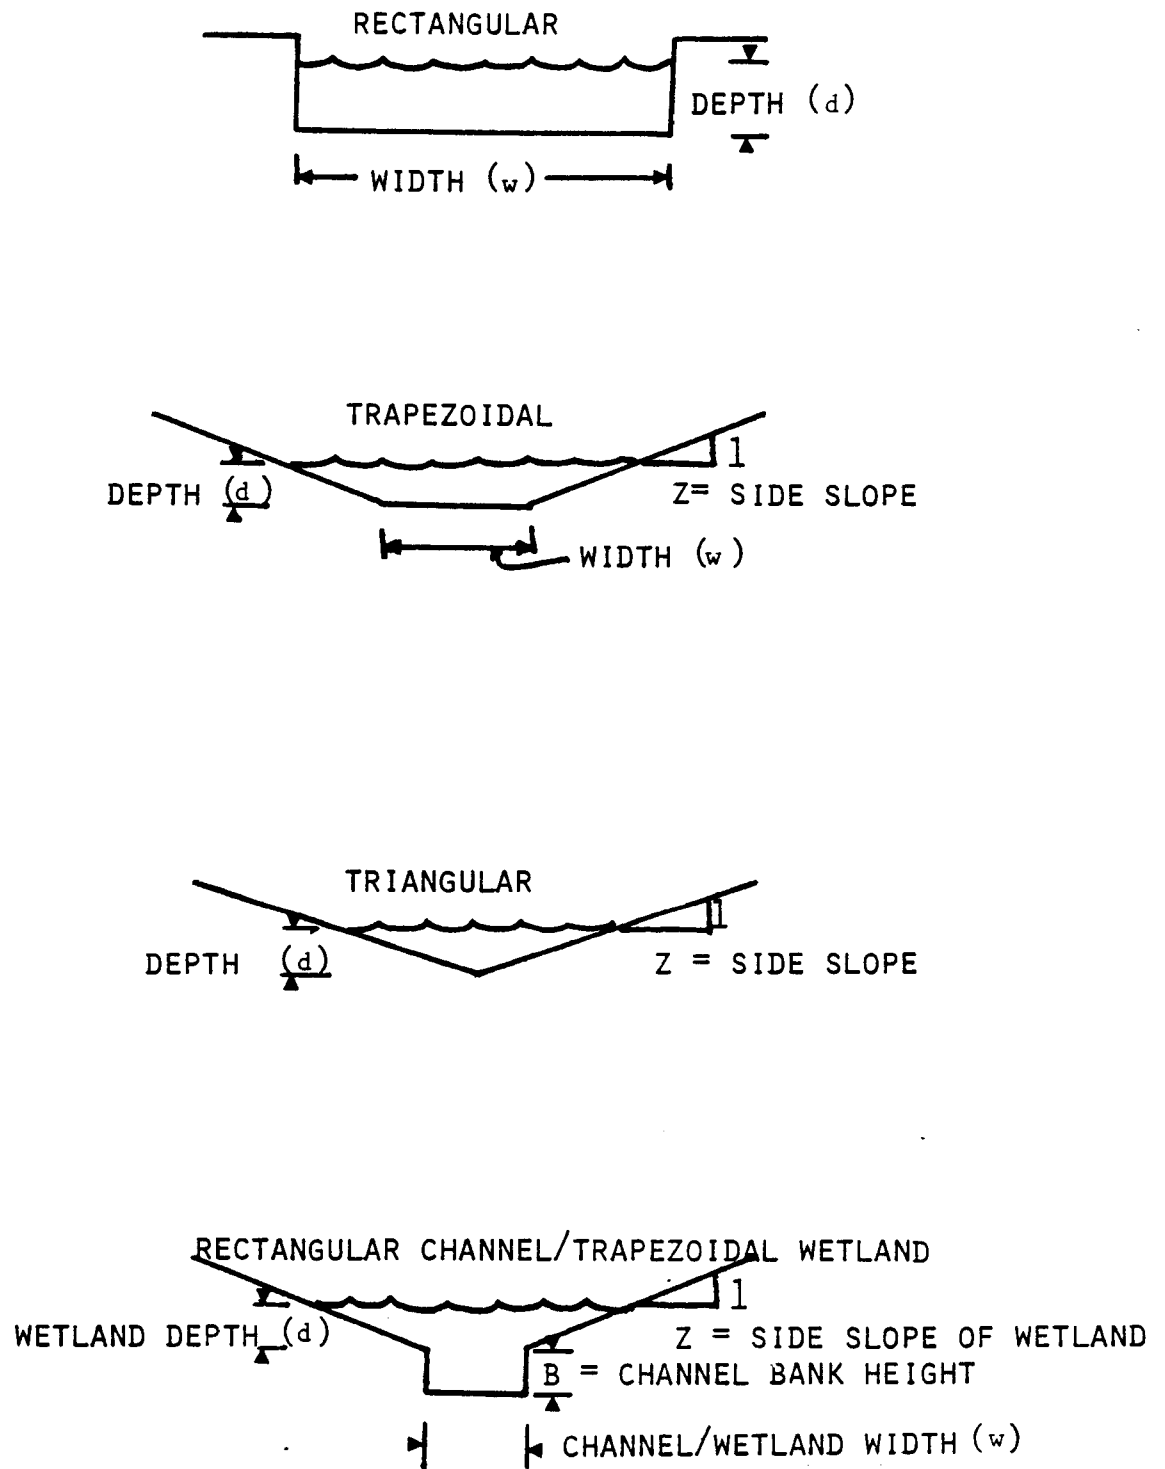 RECTANGULAR
DEPTH (d)
WIDTH (w)
TRAPEZOIDAL
1
DEPTH (d)
Z= SIDE SLOPE
WIDTH (w)
TRIANGULAR
1
DEPTH (d)
Z = SIDE SLOPE
RECTANGULAR CHANNEL/TRAPEZOIDAL WETLAND
1
WETLAND DEPTH (d)
Z = SIDE SLOPE OF WETLAND
B = CHANNEL BANK HEIGHT
CHANNEL/WETLAND WIDTH (w)